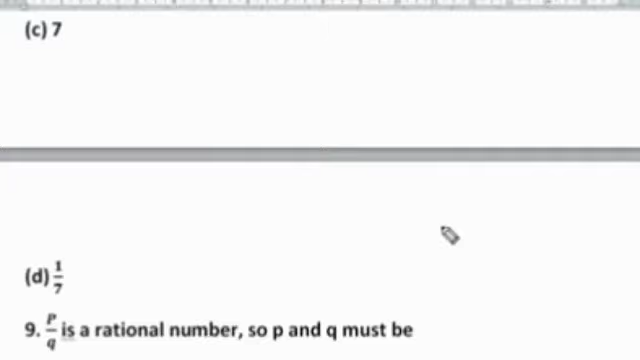 (c) 7
(d) 1/7
9. P/q is a rational number, so p and q must be